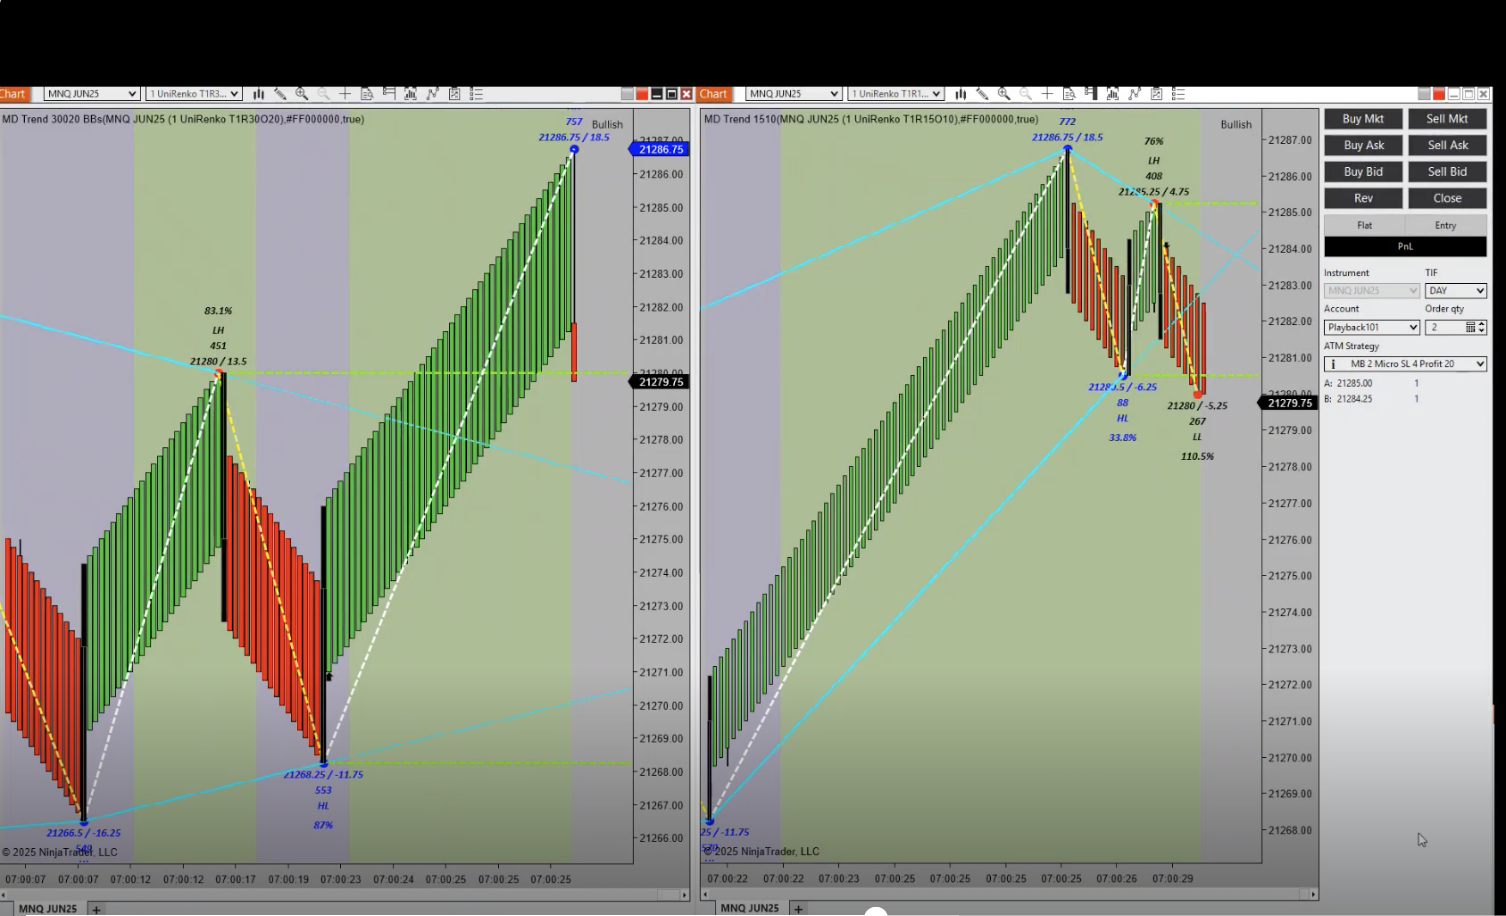 Chart MNQ JUN25 1 UniRenko T1R3...
MD Trend 30020 BBs(MNQ JUN25 (1 UniRenko T1R30O20),#FF000000,true)
757
Bullish
21286.75 / 18.5
21287.00
21286.75
21286.00
21285.00
21284.00
21283.00
21282.00
21281.00
21280.00
21279.75
21279.00
21278.00
21277.00
21276.00
21275.00
21274.00
21273.00
21272.00
21271.00
21270.00
21269.00
21268.00
21267.00
21266.00
83.1%
LH
451
21280 / 13.5
21268.25 / -11.75
553
HL
87%
21266.5 / -16.25
© 2025 NinjaTrader, LLC
07:00:07 07:00:07 07:00:12 07:00:12 07:00:17 07:00:19 07:00:23 07:00:24 07:00:25 07:00:25 07:00:25
MNQ JUN25 +
Chart MNQ JUN25 1 UniRenko T1R1...
MD Trend 1510(MNQ JUN25 (1 UniRenko T1R15O10),#FF000000,true)
772
Bullish
21286.75 / 18.5
76%
LH
408
21285.25 / 4.75
21280.5 / -6.25
88
HL
33.8%
21280 / -5.25
267
LL
110.5%
25 / -11.75
21287.00
21286.00
21285.00
21284.00
21283.00
21282.00
21281.00
21279.75
21279.00
21278.00
21277.00
21276.00
21275.00
21274.00
21273.00
21272.00
21271.00
21270.00
21269.00
21268.00
© 2025 NinjaTrader, LLC
07:00:22 07:00:22 07:00:23 07:00:25 07:00:25 07:00:25 07:00:25 07:00:26 07:00:29
MNQ JUN25 +
Buy Mkt Sell Mkt
Buy Ask Sell Ask
Buy Bid Sell Bid
Rev Close
Flat Entry
PnL
Instrument TIF
MNQ JUN25 DAY
Account Order qty
Playback101 2
ATM Strategy
MB 2 Micro SL 4 Profit 20
A: 21285.00 1
B: 21284.25 1